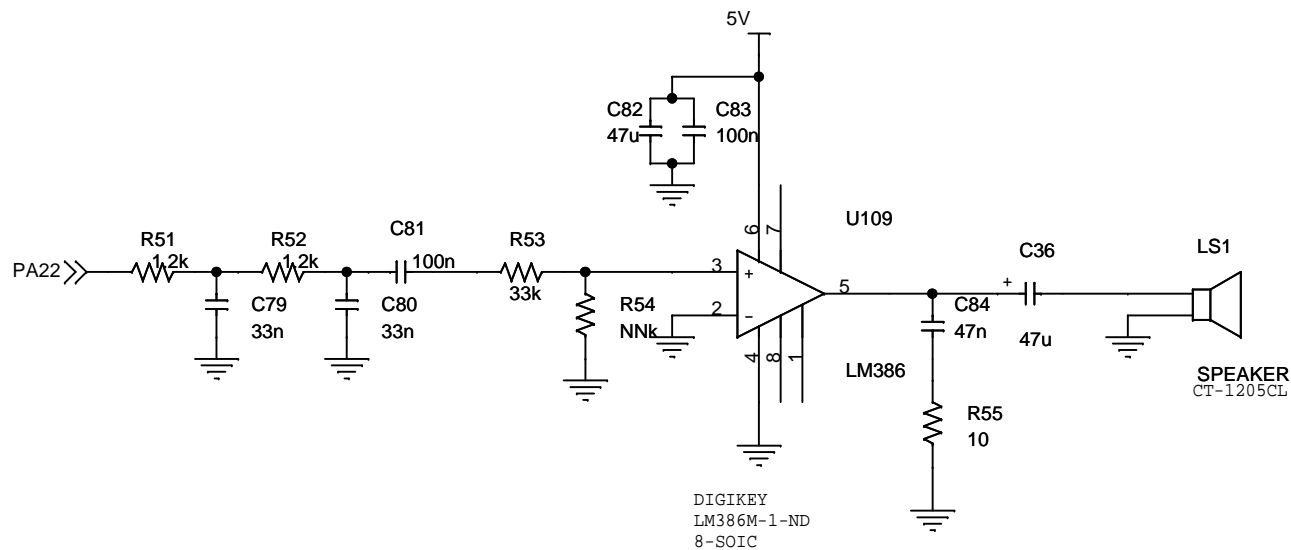 5V
C82
47u
C83
100n
6
7
U109
C81
100n
R51
1.2k
R52
1.2k
R53
33k
PA22
C79
33n
C80
33n
R54
NNk
3
+
2
−
4
8
1
5
LM386
C84
47n
C36
+
47u
LS1
SPEAKER
CT-1205CL
R55
10
DIGIKEY
LM386M-1-ND
8-SOIC